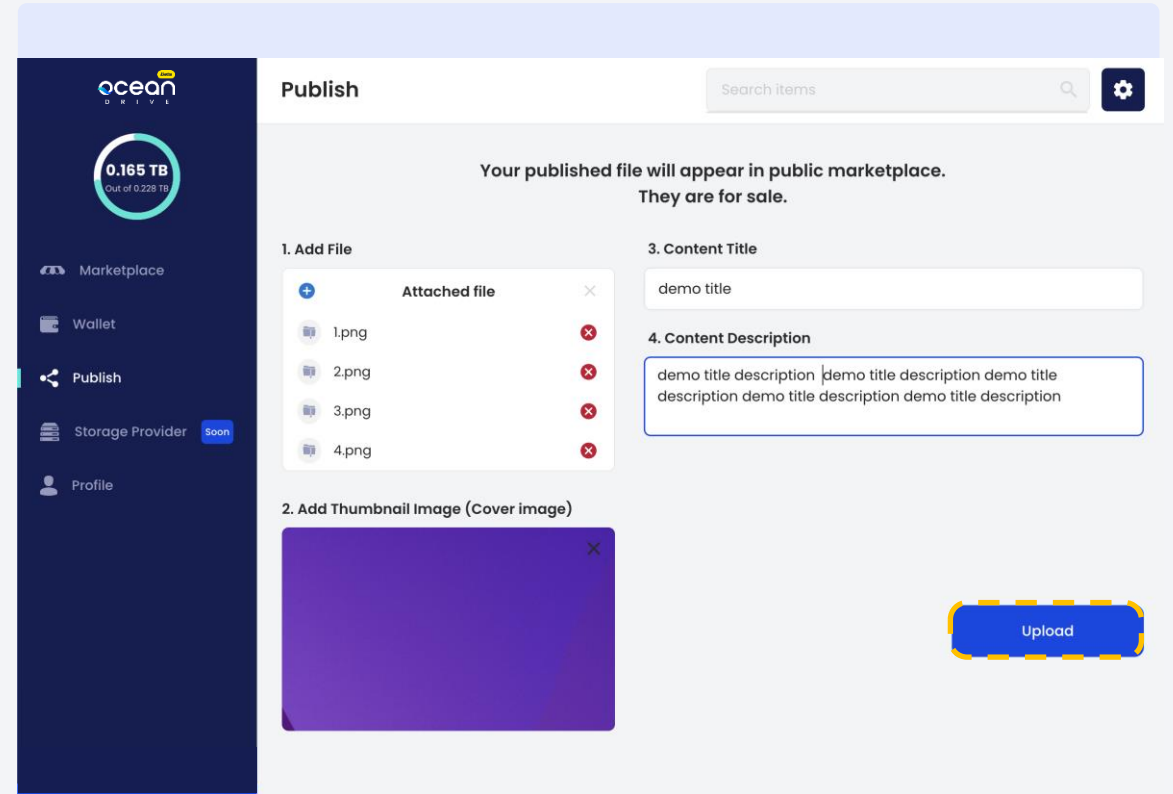 Beta
ocean
DRIVE
0.165 TB
Out of 0.228 TB
Marketplace
Wallet
Publish
Storage Provider Soon
Profile
Publish
Search items
Your published file will appear in public marketplace.
They are for sale.
1. Add File
Attached file
1.png
2.png
3.png
4.png
2. Add Thumbnail Image (Cover image)
3. Content Title
demo title
4. Content Description
demo title description demo title description demo title
description demo title description demo title description
Upload